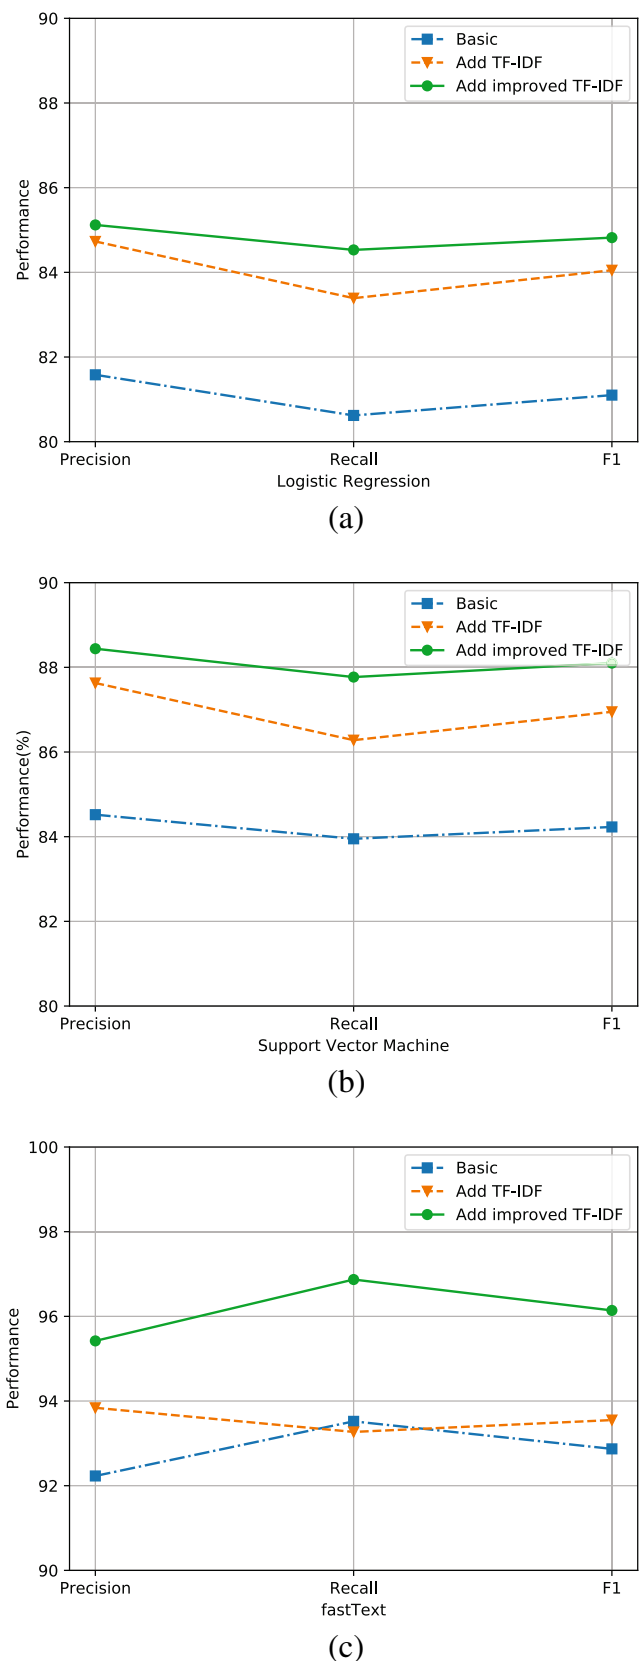 90
88
86
84
82
80
Performance
Basic
Add TF-IDF
Add improved TF-IDF
Precision Recall F1
Logistic Regression
(a)
90
88
86
84
82
80
Performance(%)
Basic
Add TF-IDF
Add improved TF-IDF
Precision Recall F1
Support Vector Machine
(b)
100
98
96
94
92
90
Performance
Basic
Add TF-IDF
Add improved TF-IDF
Precision Recall F1
fastText
(c)